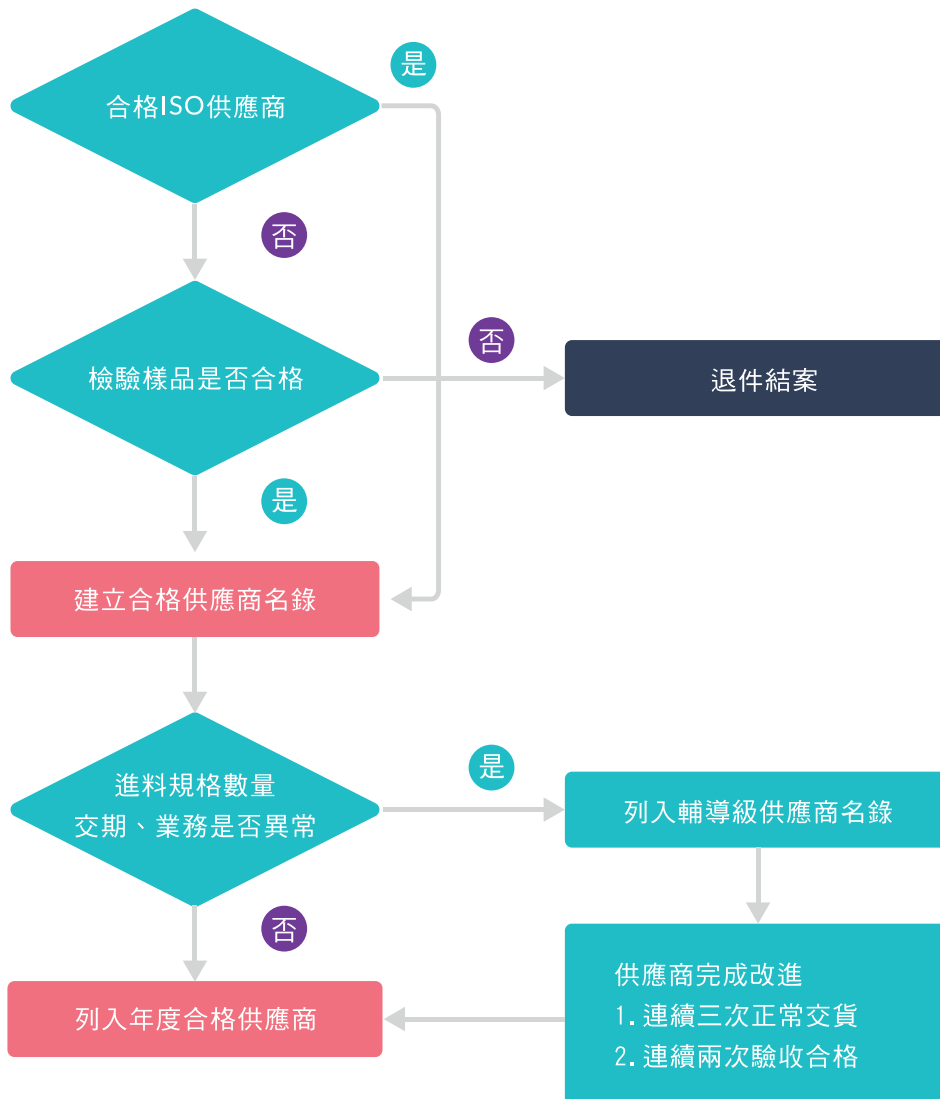 是
合格ISO供應商
否
否
檢驗樣品是否合格
退件結案
是
建立合格供應商名錄
是
進料規格數量
交期、業務是否異常
列入輔導級供應商名錄
否
供應商完成改進
1.連續三次正常交貨
2.連續兩次驗收合格
列入年度合格供應商